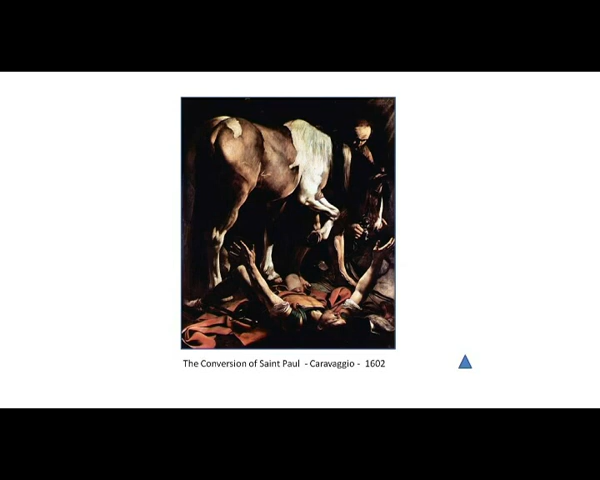 The Conversion of Saint Paul - Caravaggio - 1602